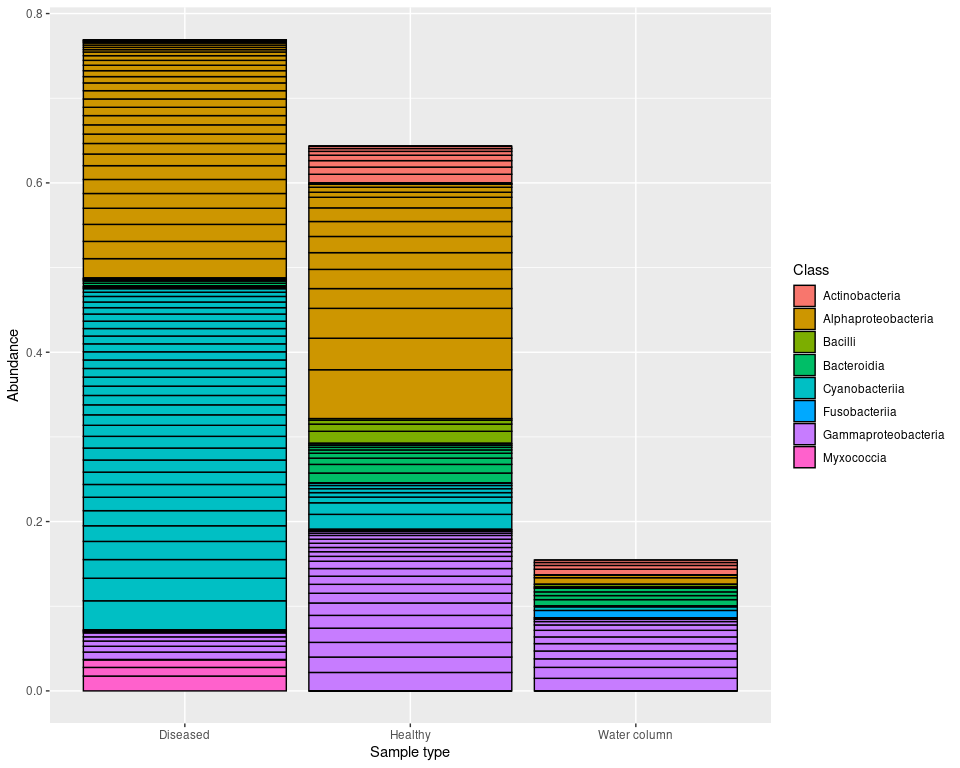 Abundance
0.8
0.6
0.4
0.2
0.0
Diseased
Healthy
Water column
Sample type
Class
Actinobacteria
Alphaproteobacteria
Bacilli
Bacteroidia
Cyanobacteriia
Fusobacteriia
Gammaproteobacteria
Myxococcia